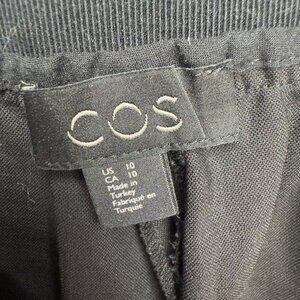 COS
US 10
CA 10
Made in
Turkey
Fabriqué en
Turquie